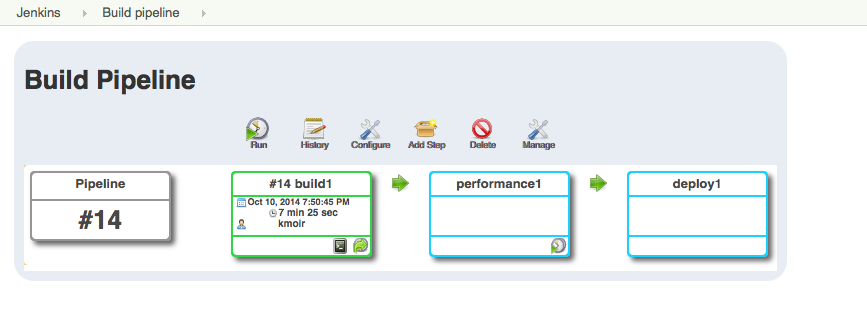 Jenkins Build pipeline
Build Pipeline
Run History Configure Add Step Delete Manage
Pipeline
#14
#14 build1
Oct 10, 2014 7:50:45 PM
7 min 25 sec
kmoir
performance1
deploy1